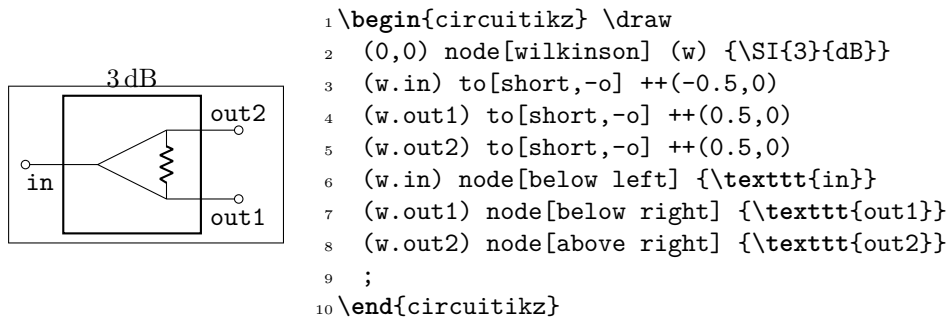 3 dB
out2
in
out1
1 \begin{circuitikz} \draw
2 (0,0) node[wilkinson] (w) {\SI{3}{dB}}
3 (w.in) to[short,-o] ++(-0.5,0)
4 (w.out1) to[short,-o] ++(0.5,0)
5 (w.out2) to[short,-o] ++(0.5,0)
6 (w.in) node[below left] {\texttt{in}}
7 (w.out1) node[below right] {\texttt{out1}}
8 (w.out2) node[above right] {\texttt{out2}}
9 ;
10 \end{circuitikz}